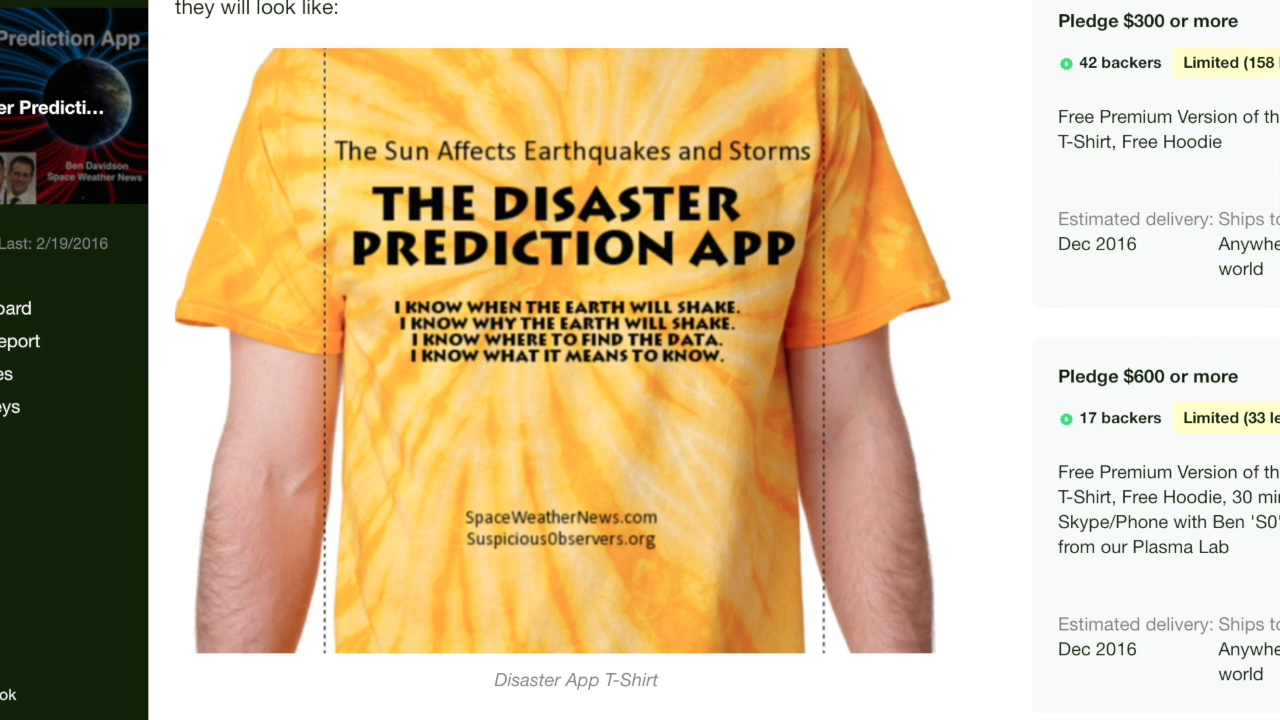 they will look like:
Prediction App
er Predicti...
Ben Davidson
Space Weather News
Last: 2/19/2016
oard
eport
es
eys
ok
The Sun Affects Earthquakes and Storms
THE DISASTER
PREDICTION APP
I KNOW WHEN THE EARTH WILL SHAKE.
I KNOW WHY THE EARTH WILL SHAKE.
I KNOW WHERE TO FIND THE DATA.
I KNOW WHAT IT MEANS TO KNOW.
SpaceWeatherNews.com
Suspicious0bservers.org
Disaster App T-Shirt
Pledge $300 or more
42 backers Limited (158
Free Premium Version of th
T-Shirt, Free Hoodie
Estimated delivery: Ships to
Dec 2016 Anywhe
world
Pledge $600 or more
17 backers Limited (33 le
Free Premium Version of th
T-Shirt, Free Hoodie, 30 mi
Skype/Phone with Ben 'S0'
from our Plasma Lab
Estimated delivery: Ships to
Dec 2016 Anywhe
world